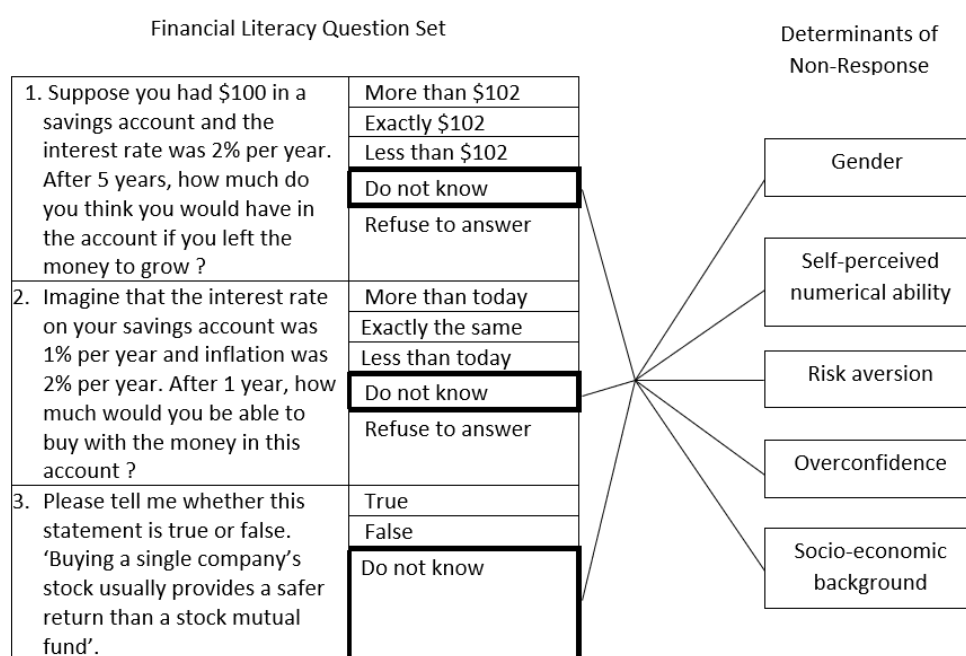 Financial Literacy Question Set
Determinants of
Non-Response
1. Suppose you had $100 in a
savings account and the
interest rate was 2% per year.
After 5 years, how much do
you think you would have in
the account if you left the
money to grow ?
More than $102
Exactly $102
Less than $102
Do not know
Refuse to answer
2. Imagine that the interest rate
on your savings account was
1% per year and inflation was
2% per year. After 1 year, how
much would you be able to
buy with the money in this
account ?
More than today
Exactly the same
Less than today
Do not know
Refuse to answer
3. Please tell me whether this
statement is true or false.
‘Buying a single company’s
stock usually provides a safer
return than a stock mutual
fund’.
True
False
Do not know
Gender
Self-perceived
numerical ability
Risk aversion
Overconfidence
Socio-economic
background